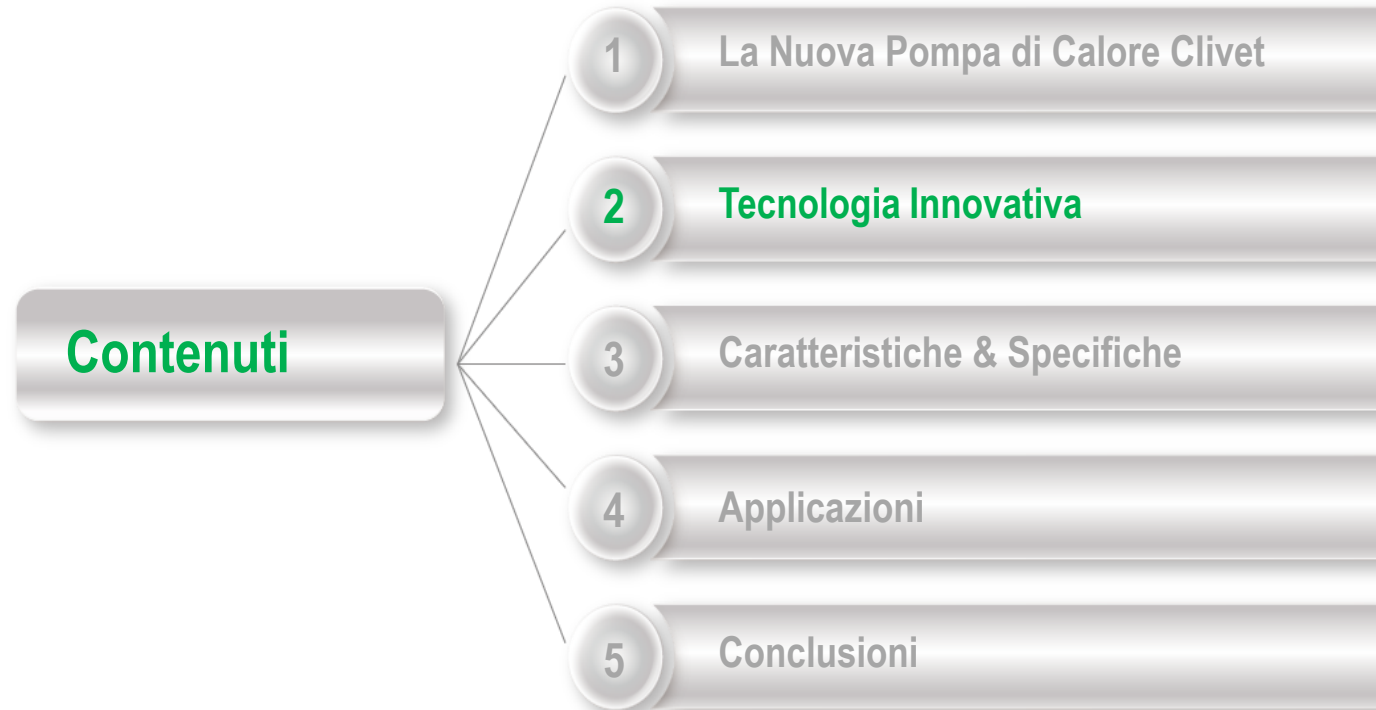 1 La Nuova Pompa di Calore Clivet
2 Tecnologia Innovativa
Contenuti
3 Caratteristiche & Specifiche
4 Applicazioni
5 Conclusioni